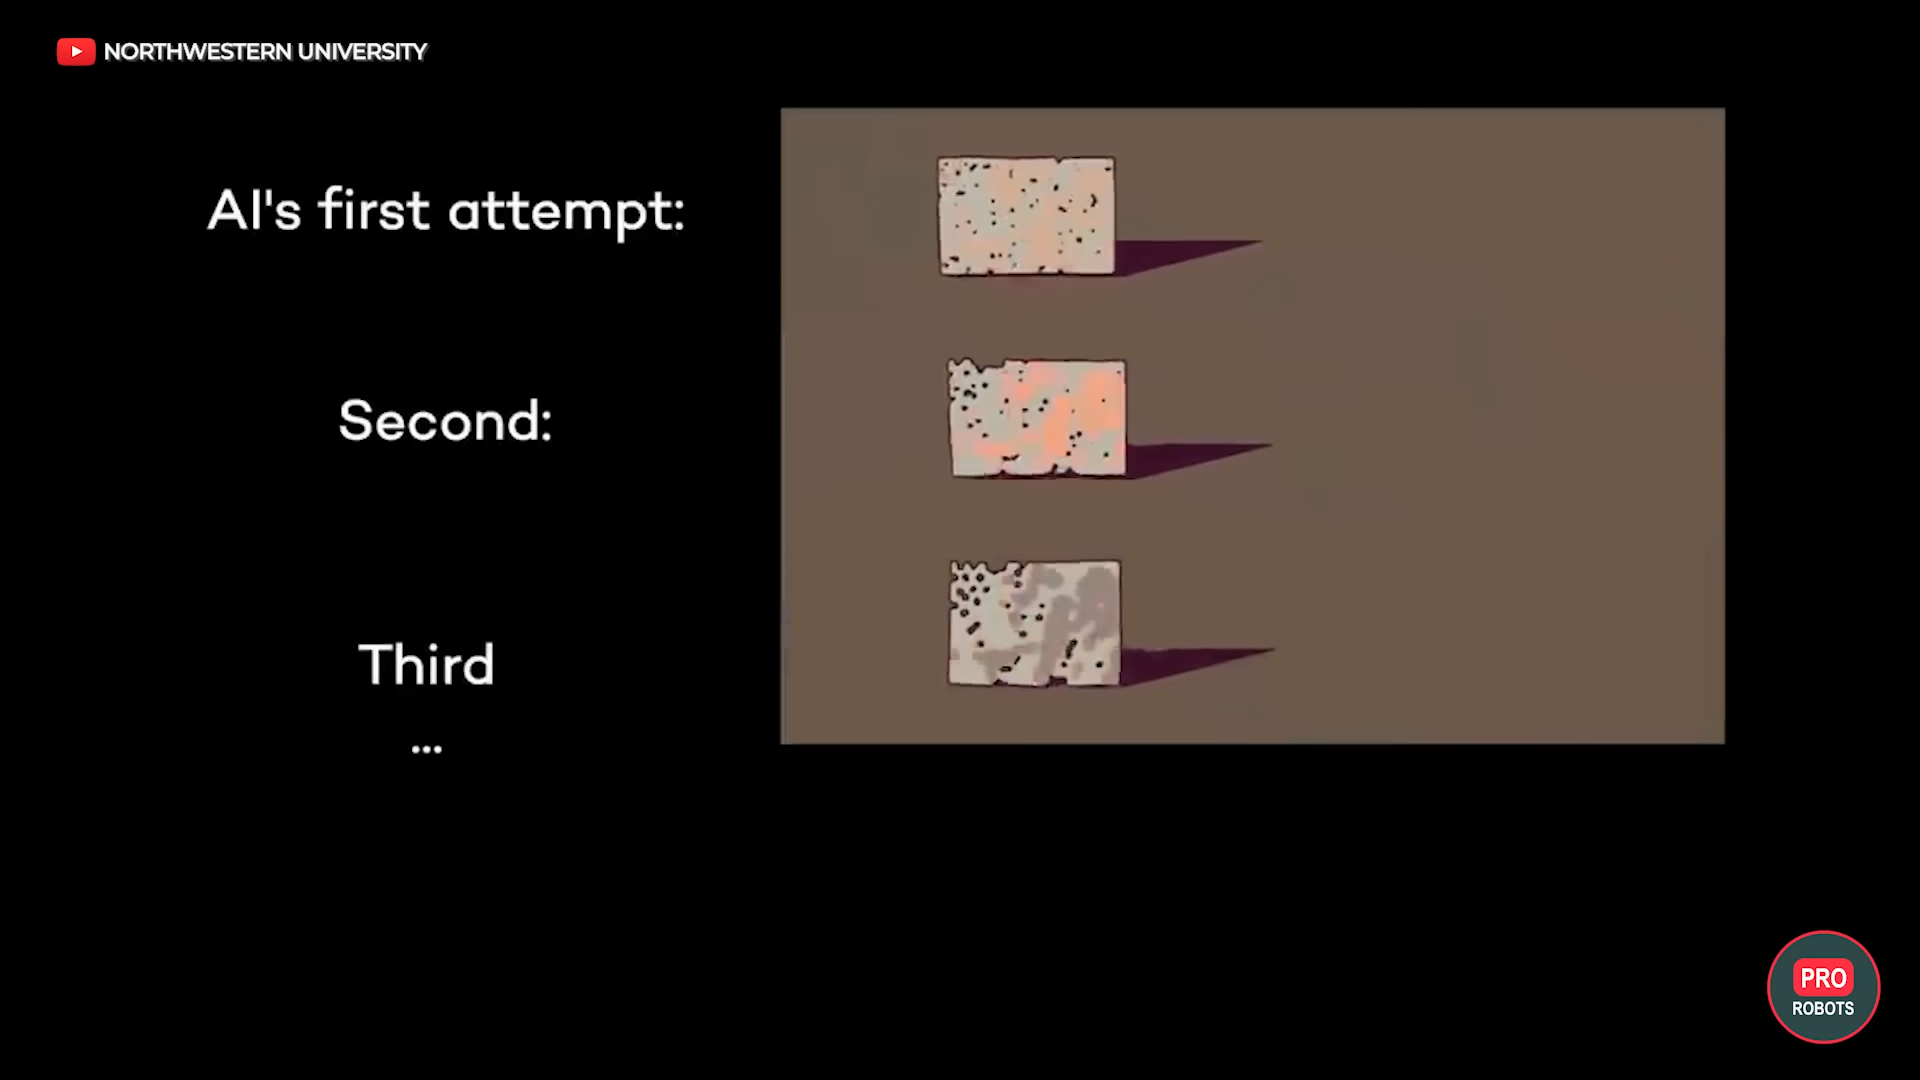 NORTHWESTERN UNIVERSITY
AI's first attempt:
Second:
Third
...
PRO
ROBOTS